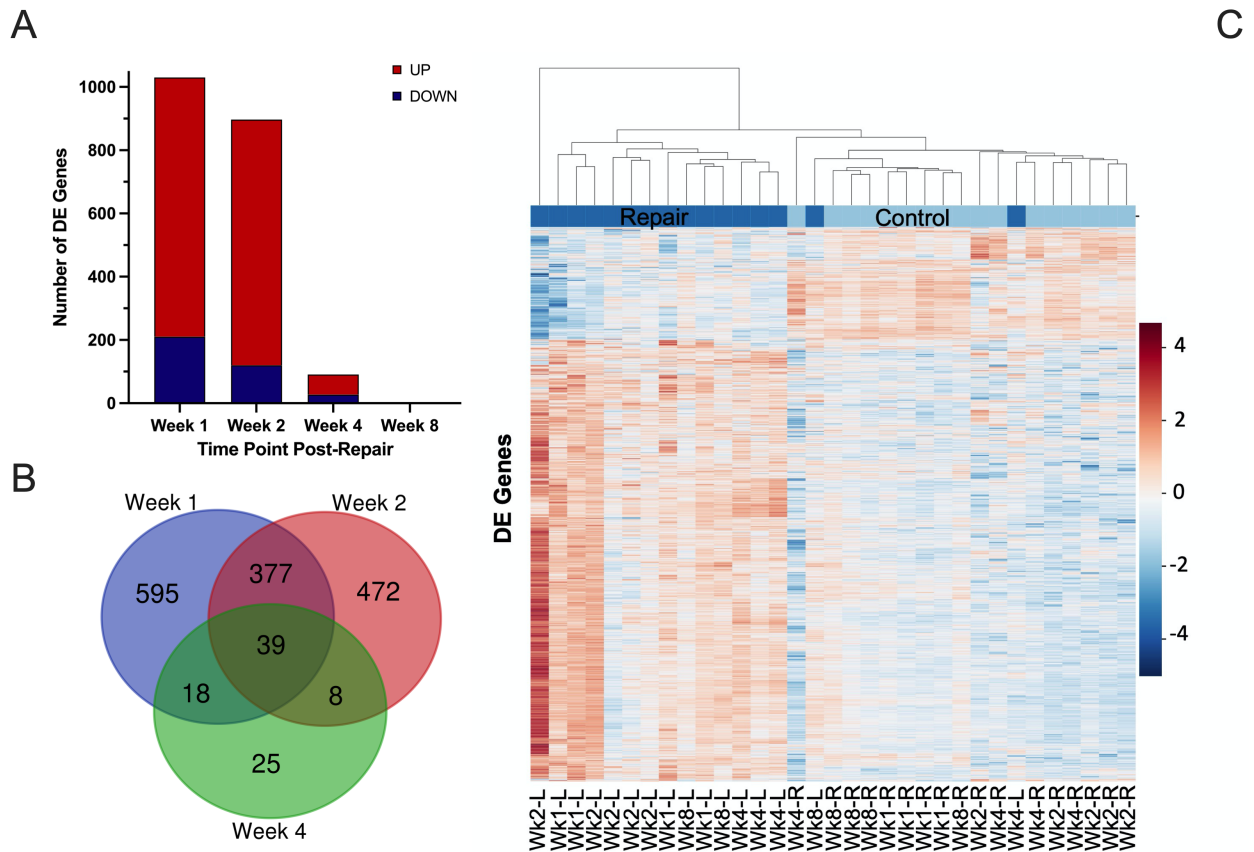 A
C
UP
DOWN
1000
800
600
400
200
0
Number of DE Genes
Week 1
Week 2
Week 4
Week 8
Time Point Post-Repair
B
Week 1
Week 2
377
595
472
39
18
8
25
Week 4
Repair
Control
DE Genes
4
2
0
-2
-4
Wk2-L
Wk1-L
Wk1-L
Wk2-L
Wk2-L
Wk2-L
Wk2-L
Wk1-L
Wk8-L
Wk1-L
Wk8-L
Wk4-L
Wk4-L
Wk4-L
Wk4-R
Wk8-L
Wk8-R
Wk8-R
Wk8-R
Wk1-R
Wk1-R
Wk1-R
Wk1-R
Wk8-R
Wk2-R
Wk4-R
Wk4-L
Wk4-R
Wk2-R
Wk4-R
Wk2-R
Wk2-R
Wk2-R